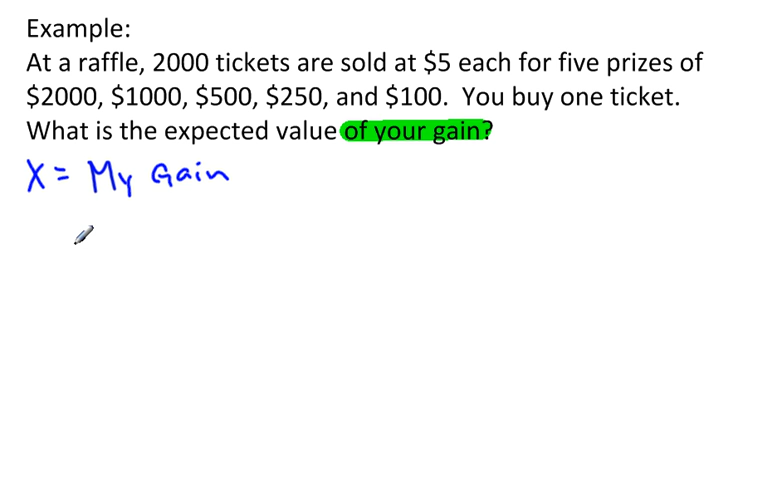 Example:
At a raffle, 2000 tickets are sold at $5 each for five prizes of
$2000, $1000, $500, $250, and $100.  You buy one ticket.
What is the expected value of your gain?
X = My Gain